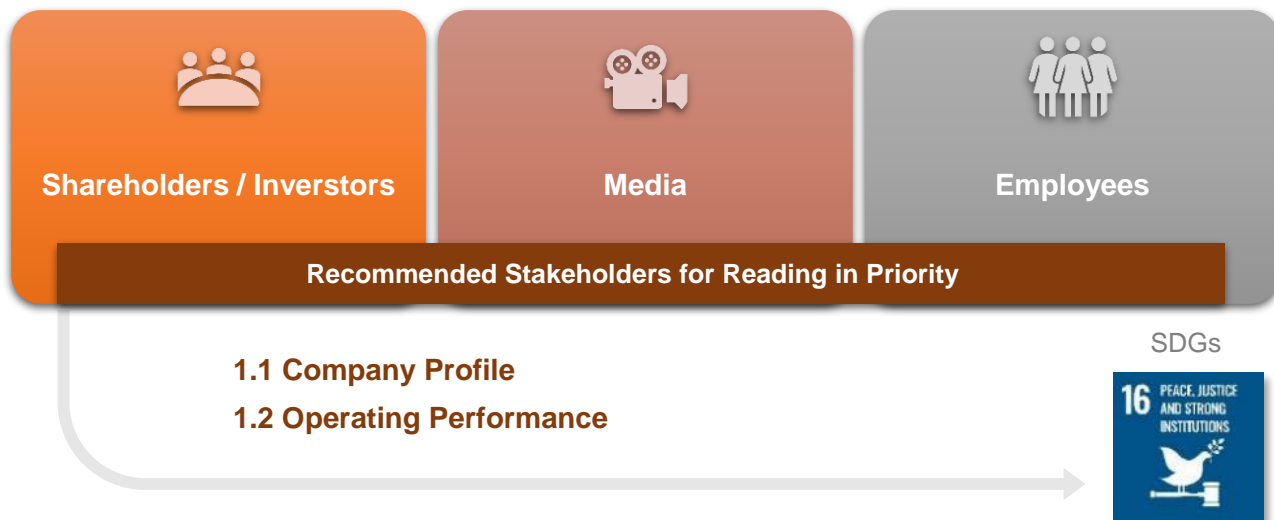 Shareholders / Inverstors
Media
Employees
Recommended Stakeholders for Reading in Priority
1.1 Company Profile
1.2 Operating Performance
SDGs
16 PEACE, JUSTICE
AND STRONG
INSTITUTIONS